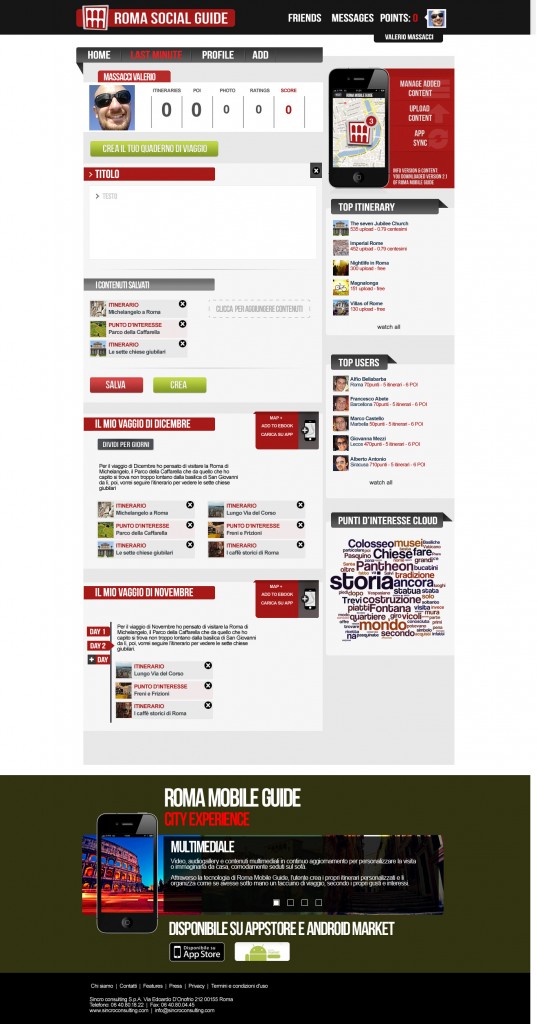 ROMA SOCIAL GUIDE
FRIENDS MESSAGES POINTS: 0
VALERIO MASSACCI
HOME LAST MINUTE PROFILE ADD
MASSACCI VALERIO
ITINERARIES POI PHOTO RATINGS SCORE
0 0 0 0 0
CREA IL TUO QUADERNO DI VIAGGIO
TITOLO
TESTO
I CONTENUTI SALVATI
ITINERARIO
Michelangelo a Roma
PUNTO D'INTERESSE
Parco della Caffarella
ITINERARIO
Le sette chiese giubilari
CLICCA PER AGGIUNGERE CONTENUTI
SALVA CREA
IL MIO VIAGGIO DI DICEMBRE
MAP +
ADD TO EBOOK
CARICA SU APP
DIVIDI PER GIORNI
Per il viaggio di Dicembre ho pensato di visitare la Roma di
Michelangelo, il Parco della Caffarella che da quello che ho
capito si trova non troppo lontano dalla basilica di San Giovanni
da lì, poi, vorrei seguire l'itinerario per vedere le sette chiese
giubilari
ITINERARIO
Michelangelo a Roma
PUNTO D'INTERESSE
Parco della Caffarella
ITINERARIO
Le sette chiese giubilari
ITINERARIO
Lungo Via del Corso
PUNTO D'INTERESSE
Freni e Frizioni
ITINERARIO
I caffè storici di Roma
IL MIO VIAGGIO DI NOVEMBRE
MAP +
ADD TO EBOOK
CARICA SU APP
DAY 1
DAY 2
+ DAY
Per il viaggio di Novembre ho pensato di visitare la Roma di
Michelangelo, il Parco della Caffarella che da quello che ho
capito si trova non troppo lontano dalla basilica di San Giovanni
da lì, poi, vorrei seguire l'itinerario per vedere le sette chiese
giubilari
ITINERARIO
Lungo Via del Corso
PUNTO D'INTERESSE
Freni e Frizioni
ITINERARIO
I caffè storici di Roma
ROMA MOBILE GUIDE
3
MANAGE ADDED
CONTENT
UPLOAD
CONTENT
APP
SYNC
INFO VERSION & CONTENT
YOU DOWNLOADED VERSION 2.1
OF ROMA MOBILE GUIDE
TOP ITINERARY
The seven Jubilee Church
535 upload - 0.79 centesimi
Imperial Rome
452 upload - 0.79 centesimi
Nightlife in Roma
300 upload - free
Magnalonga
151 upload - free
Villas of Rome
130 upload - free
watch all
TOP USERS
Alfio Bellabarba
Roma 70punti - 5 itinerari - 6 POI
Francesco Abete
Barcellona 70punti - 5 itinerari - 6 POI
Marco Castello
Marbella 50punti - 5 itinerari - 6 POI
Giovanna Mezzi
Lecco 470punti - 5 itinerari - 6 POI
Alberto Antonio
Siracusa 710punti - 5 itinerari - 6 POI
watch all
PUNTI D'INTERESSE CLOUD
Colosseo musei
Pasquino Chiese fare
Pantheon bucatini
tradizione
storia ancora
Trevi costruzione
piatti Fontana visita
quartiere girovicoli
mondo
secondo
ROMA MOBILE GUIDE
CITY EXPERIENCE
MULTIMEDIALE
Video, audiogallery e contenuti multimediali in continuo aggiornamento per personalizzare la visita
o immaginarla da casa, comodamente seduti sul sofà.
Attraverso la tecnologia di Roma Mobile Guide, l'utente crea i propri itinerari personalizzati e li
organizza come se avesse sotto mano un taccuino di viaggio, secondo i propri gusti e interessi.
DISPONIBILE SU APPSTORE E ANDROID MARKET
App Store
Chi siamo | Contatti | Features | Press | Privacy | Termini e condizioni d'uso
Sincro consulting S.p.A. Via Edoardo D'Onofrio 212 00155 Roma
Telefono: 06 40.80.18.22 | Fax: 06 40.80.04.45
www.sincroconsulting.com | info@sincroconsulting.com